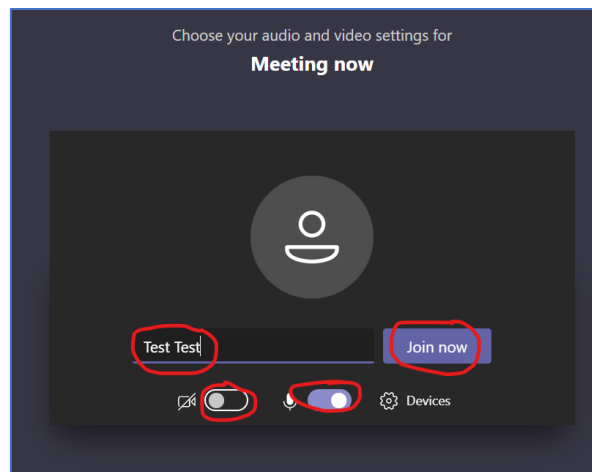 Choose your audio and video settings for
Meeting now
Test Test
Join now
Devices